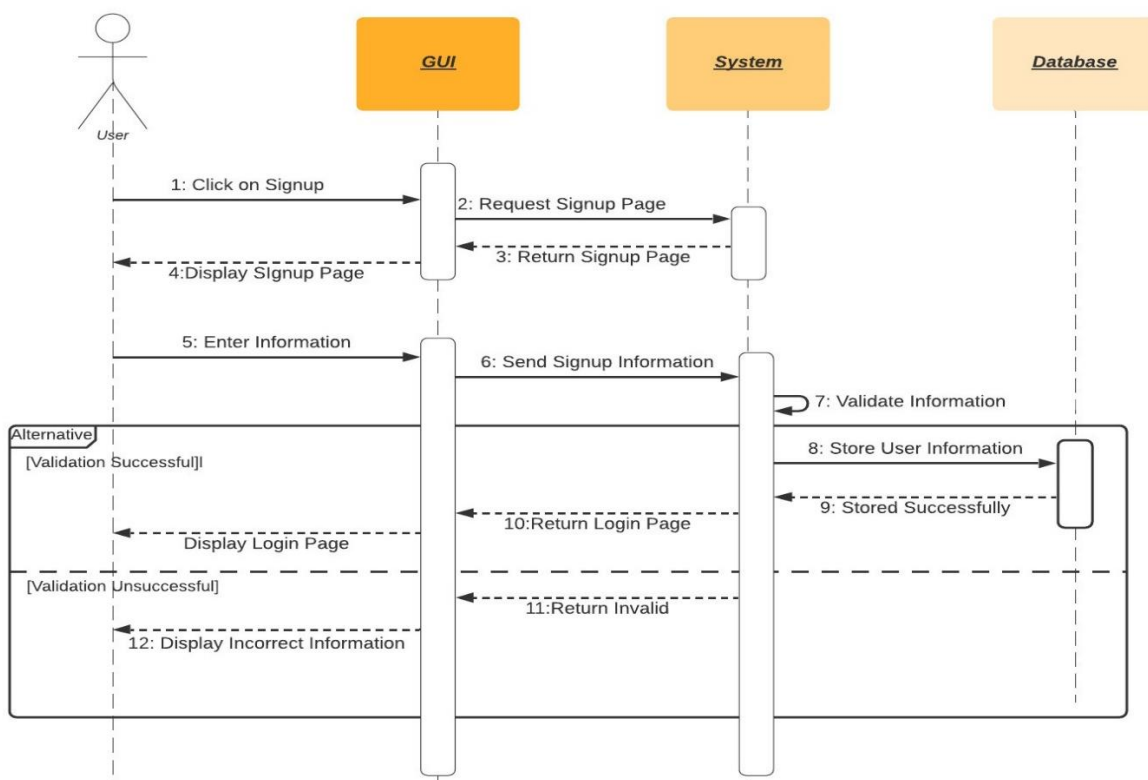 GUI
System
Database
User
1: Click on Signup
2: Request Signup Page
3: Return Signup Page
4:Display SIgnup Page
5: Enter Information
6: Send Signup Information
7: Validate Information
Alternative
[Validation Successful]l
8: Store User Information
9: Stored Successfully
10:Return Login Page
Display Login Page
[Validation Unsuccessful]
11:Return Invalid
12: Display Incorrect Information